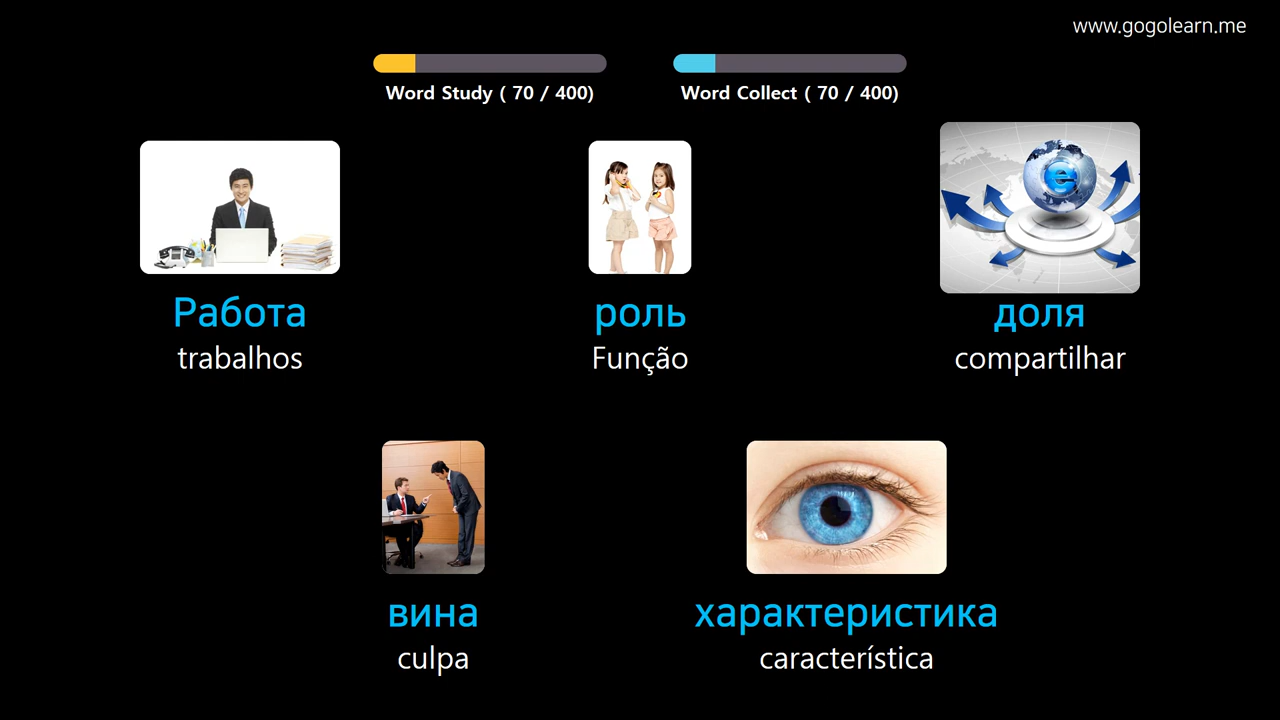 www.gogolearn.me
Word Study ( 70 / 400)
Word Collect ( 70 / 400)
Работа
trabalhos
роль
Função
доля
compartilhar
вина
culpa
характеристика
característica